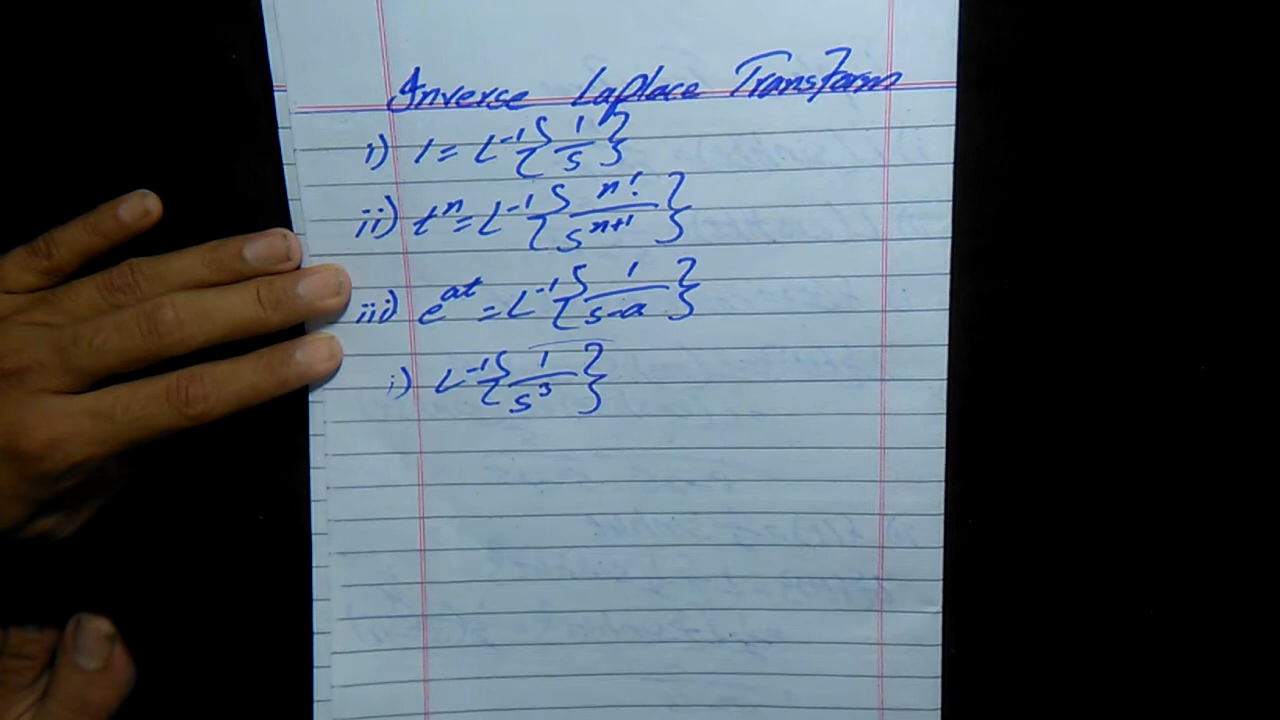 Inverse Laplace Transform
i) 1 = L⁻¹{1/s}
ii) tⁿ = L⁻¹{n!/sⁿ⁺¹}
iii) eᵃᵗ = L⁻¹{1/s-a}
i) L⁻¹{1/s³}